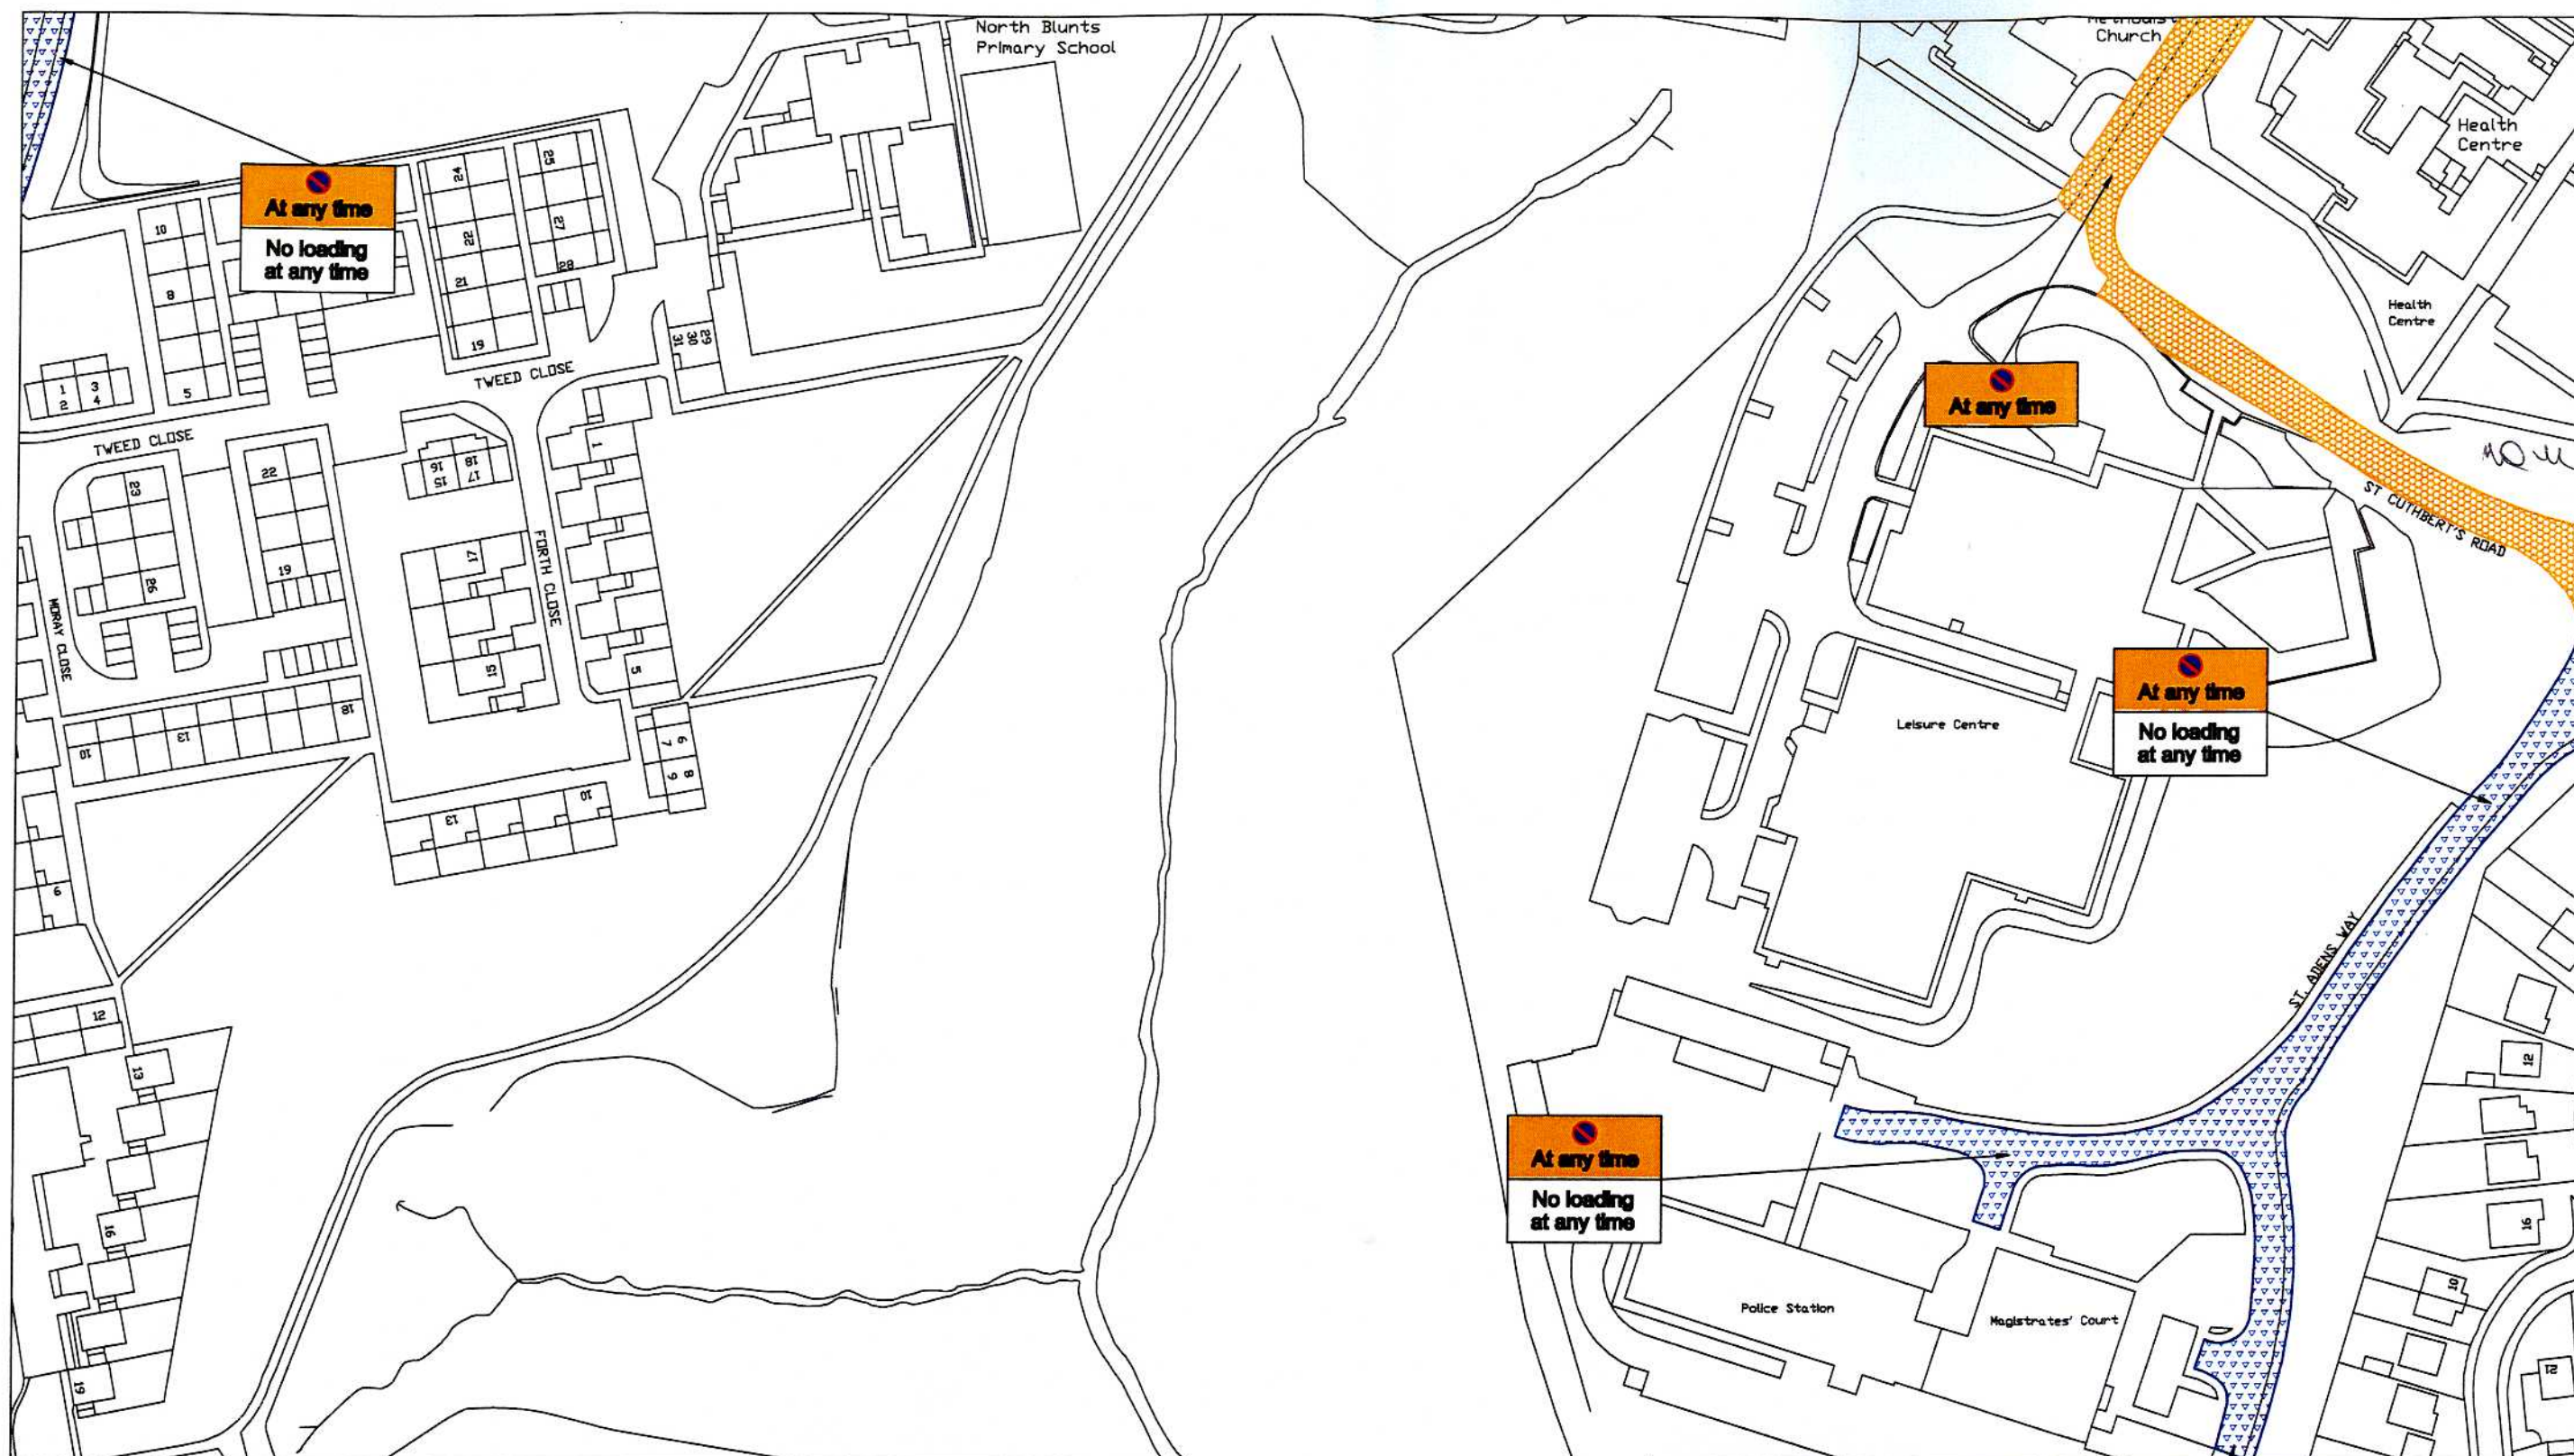 North Blunts
Primary School
Church
Health
Centre
Health
Centre
At any time
No loading
at any time
24
25
22
27
21
28
19
10
8
5
1
3
2
4
31
30
29
TWEED CLOSE
TWEED CLOSE
23
26
22
19
16
18
15
17
1
17
15
5
FORTH CLOSE
MORAY CLOSE
10
13
18
6
7
8
9
10
13
6
12
13
16
19
At any time
ST CUTHBERT'S ROAD
At any time
No loading
at any time
Leisure Centre
ST. ADENS WAY
At any time
No loading
at any time
Police Station
Magistrates' Court
12
16
10
21